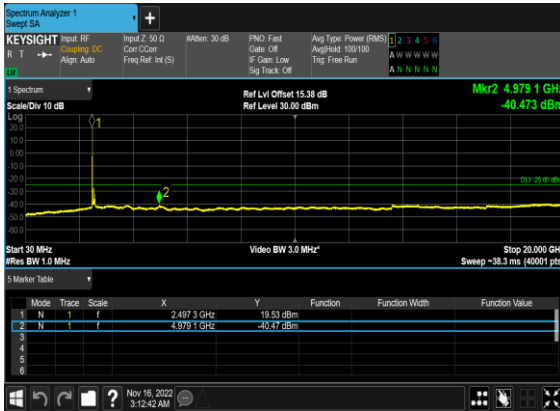 Spectrum Analyzer 1
Swept SA
KEYSIGHT Input: RF Input Z: 50 Ω #Atten: 30 dB PNO: Fast Avg Type: Power (RMS) 1 2 3 4 5 6
R T Coupling: DC Corr CCorr Gate: Off Avg|Hold: 100/100 A W W W W W
Align: Auto Freq Ref: Int (S) IF Gain: Low Trig: Free Run
Sig Track: Off A N N N N N
1 Spectrum Ref Lvl Offset 15.38 dB Mkr2 4.979 1 GHz
Scale/Div 10 dB Ref Level 30.00 dBm -40.473 dBm
Log
20.0
10.0
0.00
-10.0
-20.0
-30.0
-40.0
-50.0
-60.0
1
2
DL1 -25.00 dBm
Start 30 MHz Video BW 3.0 MHz* Stop 20.000 GHz
#Res BW 1.0 MHz Sweep ~38.3 ms (40001 pts)
5 Marker Table
Mode Trace Scale X Y Function Function Width Function Value
1 N 1 f 2.497 3 GHz 19.53 dBm
2 N 1 f 4.979 1 GHz -40.47 dBm
3
4
5
6
? Nov 16, 2022
3:12:42 AM